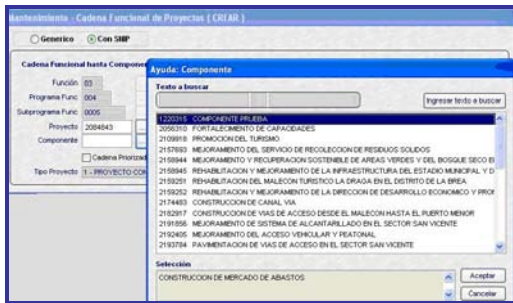 Mantenimiento - Cadena Funcional de Proyectos ( CREAR )
Generico Con SNIP
Cadena Funcional hasta Compone
Función 03
Programa Func 004
Subprograma Func 0005
Proyecto 2084843
Componente
Cadena Priorizad
Tipo Proyecto 1 - PROYECTO CON
Ayuda: Componente
Texto a buscar
Ingresar texto a buscar
1220315 COMPONENTE PRUEBA
2056310 FORTALECIMIENTO DE CAPACIDADES
2109918 PROMOCION DEL TURISMO
2157693 MEJORAMIENTO DEL SERVICIO DE RECOLECCION DE RESIDUOS SOLIDOS
2158944 MEJORAMIENTO Y RECUPERACION SOSTENIBLE DE AREAS VERDES Y DEL BOSQUE SECO E
2158945 REHABILITACION Y MEJORAMIENTO DE LA INFRAESTRUCTURA DEL ESTADIO MUNICIPAL Y D
2159251 REHABILITACION DEL MALECON TURISTICO LA DRAGA EN EL DISTRITO DE LA BREA
2159252 REHABILITACION Y MEJORAMIENTO DE LA DIRECCION DE DESARROLLO ECONOMICO Y PROM
2174483 CONSTRUCCION DE CANAL VIA
2182917 CONSTRUCCION DE VIAS DE ACCESO DESDE EL MALECON HASTA EL PUERTO MENOR
2191856 MEJORAMIENTO DE SISTEMA DE ALCANTARILLADO EN EL SECTOR SAN VICENTE
2192405 MEJORAMIENTO DEL ACCESO VEHICULAR Y PEATONAL
2193784 PAVIMENTACION DE VIAS DE ACCESO EN EL SECTOR SAN VICENTE
Selección
CONSTRUCCION DE MERCADO DE ABASTOS
Aceptar
Cancelar